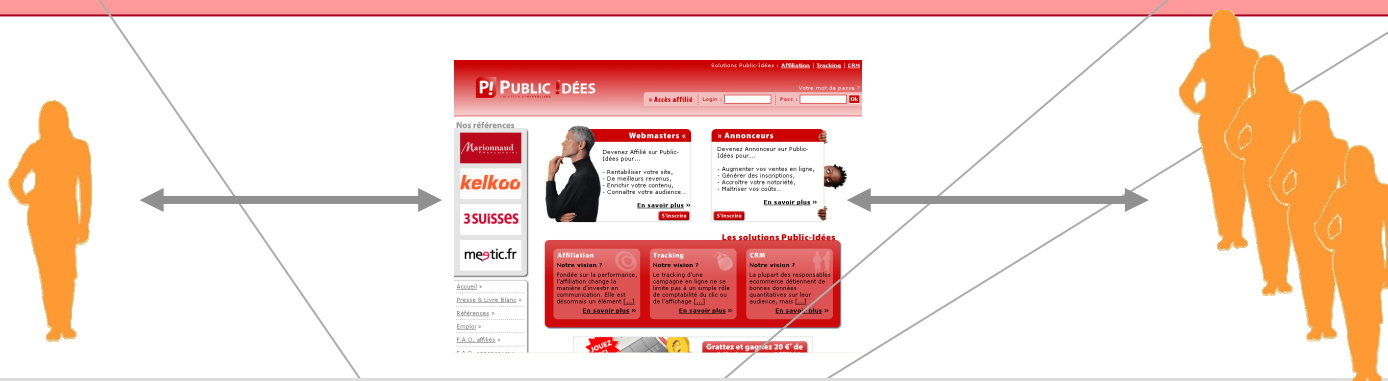 Solutions Public-Idées : Affiliation | Tracking | CRM
P! PUBLIC !DÉES
Votre mot de passe ?
» Accès affilié Login : Pass : Ok
Nos références
Marionnaud
kelkoo
3SUISSES
meetic.fr
Accueil »
Presse & Livre Blanc »
Références »
Emploi »
F.A.Q. affiliés »
Webmasters «
Devenez Affilié sur Public-
Idées pour...
- Rentabiliser votre site,
- De meilleurs revenus,
- Enrichir votre contenu,
- Connaître votre audience...
En savoir plus »
S'inscrire
» Annonceurs
Devenez Annonceur sur Public-
Idées pour...
- Augmenter vos ventes en ligne,
- Générer des inscriptions,
- Accroître votre notoriété,
- Maîtriser vos coûts...
En savoir plus »
S'inscrire
Les solutions Public-Idées
Affiliation
Notre vision ?
Fondée sur la performance,
l'affiliation change la
manière d'investir en
communication. Elle est
désormais un élément [...]
En savoir plus »
Tracking
Notre vision ?
Le tracking d'une
campagne en ligne ne se
limite pas à un simple rôle
de comptabilité du clic ou
de l'affichage [...]
En savoir plus »
CRM
Notre vision ?
La plupart des responsables
ecommerce détiennent de
bonnes données
quantitatives sur leur
audience, mais [...]
En savoir plus »
JOUEZ
Grattez et gagnez 20 €* de